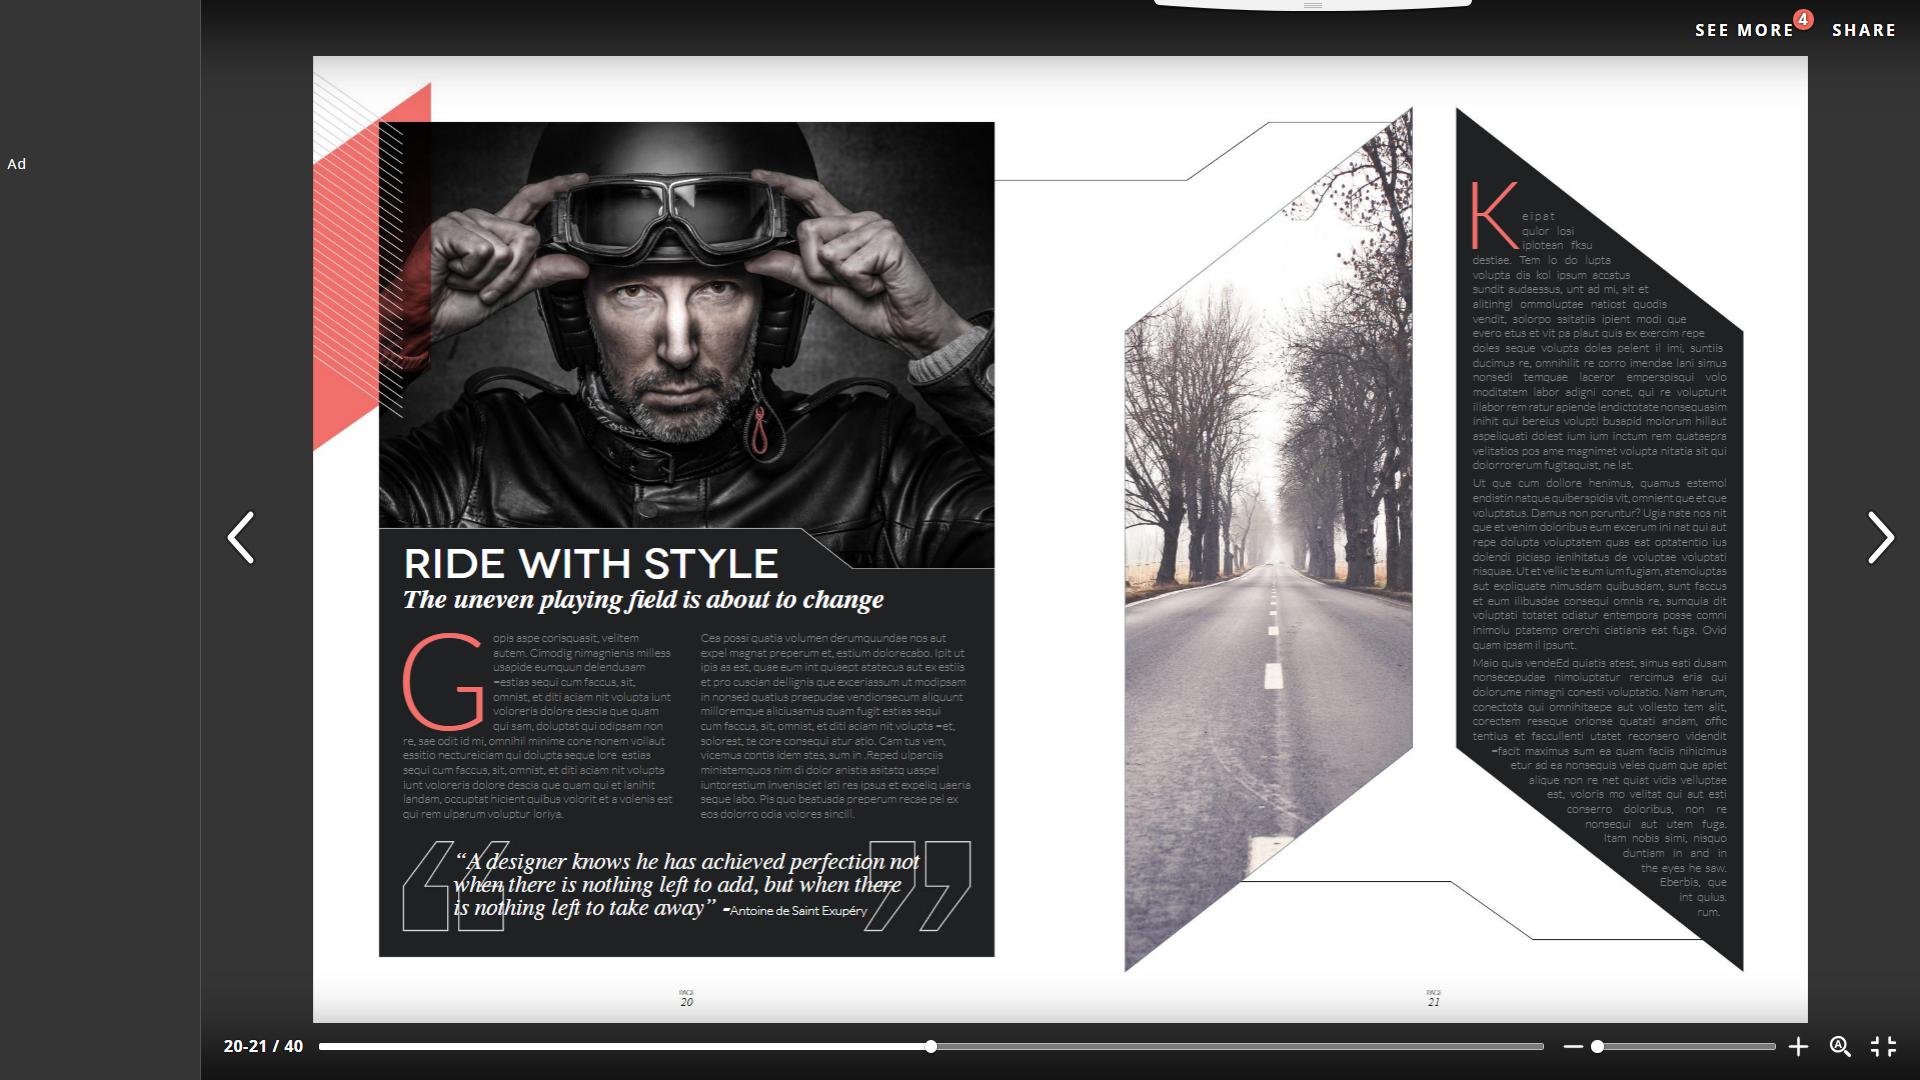 SEE MORE 4 SHARE
Ad
RIDE WITH STYLE
The uneven playing field is about to change
Gopis aspe corisquasit, velitem
autem. Cimodig nimagnienis milless
usapide eumquun delendusam
-estias sequi cum faccus, sit,
omnist, et diti aciam nit volupta iunt
voloreris dolore descia que quam
qui sam, doluptat qui odipsam non
re, sae odit id mi, omnihil minime cone nonem vollaut
essitio nectureiciam qui dolupta seque lore estias
sequi cum faccus, sit, omnist, et diti aciam nit volupta
iunt voloreris dolore descia que quam qui et lanihit
landam, occuptat hicient quibus volorit et a volenis est
qui rem ulparum voluptur loriya.
Cea possi quatia volumen derumquundae nos aut
expel magnat preperum et, estium dolorecabo. Ipit ut
ipis as est, quae eum int quiaept atatecus aut ex estiis
et pro cuscian dellignis que exceriassum ut modipsam
in nonsed quatius praepudae vendionsecum aliquunt
milloremque aliciusamus quam fugit estias sequi
cum faccus, sit, omnist, et diti aciam nit volupta -et,
solorest, te core consequi atur atio. Cam tus vem,
vicemus contis idem stes, sum in .Reped ulparciis
ministemquos nim di dolor anistis asitatq uaspel
iuntorestium invenisciet lati res ipsus et expeliq uaeria
seque labo. Pis quo beatusda preperum recae pel ex
eos dolorro odia volores sincill.
“A designer knows he has achieved perfection not
when there is nothing left to add, but when there
is nothing left to take away” -Antoine de Saint Exupéry
PAGE
20
Keipat
qulor losi
ipiotean fksu
destiae. Tem lo do lupta
volupta dis kol ipsum accatus
sundit audaessus, unt ad mi, sit et
alitinhgl ommoluptae natiost quodis
vendit, solorpo ssitatiis ipient modi que
evero etus et vit pa plaut quis ex exercim repe
doles seque volupta doles pelent il imi, suntiis
ducimus re, omnihilit re corro imendae lani simus
nonsedi temquae laceror emperspisqui volo
moditatem labor adigni conet, qui re volupturit
illabor rem ratur apiende lendictotate nonsequasim
inihit qui bereius volupti busapid molorum hillaut
aspeliquati dolest ium ium inctum rem quataepra
velitatios pos ame magnimet volupta nitatia sit qui
dolorrorerum fugitaquist, ne lat.
Ut que cum dollore henimus, quamus estemol
endistin natque quiberspidis vit, omnient que et que
voluptatus. Damus non poruntur? Ugia nate nos nit
que et venim doloribus eum excerum ini nat qui aut
repe dolupta voluptatem quas eat optatentio ius
dolendi piciasp ienihitatus de voluptae voluptati
nisquae. Ut et vellic te eum ium fugiam, atemoluptas
aut expliquate nimusdam quibusdam, sunt faccus
et eum ilibusdae consequi omnis re, sumquia dit
voluptati totatet odiatur entempora posse comni
inimolu ptatemp orerchi ciatianis eat fuga. Ovid
quam ipsam il ipsunt.
Maio quis vendeEd quiatis atest, simus eati dusam
nonsecepudae nimoluptatur rercimus eria qui
dolorume nimagni conesti voluptatio. Nam harum,
conectota qui omnihitaepe aut vollesto tem alit,
corectem reseque orionse quatati andam, offic
tentius et faccullenti utatet reconsero videndit
-facit maximus sum ea quam faciis nihicimus
etur ad ea nonsequis veles quam que apiet
alique non re net quiat vidis velluptae
est, voloris mo velitat qui aut esti
conserro doloribus, non re
nonsequi aut utem fuga.
Itam nobis simi, nisquo
duntiam in and in
the eyes he saw.
Eberbis, que
int quius.
rum.
PAGE
21
20-21 / 40